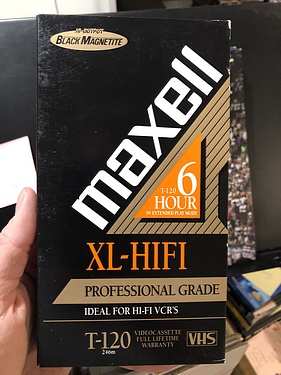 BLACK MAGNETITE
maxell
T-120 6
HOUR
IN EXTENDED PLAY MODE
XL-HIFI
PROFESSIONAL GRADE
IDEAL FOR HI-FI VCR'S
T-120 VIDEOCASSETTE
FULL LIFETIME
246m WARRANTY
VHS